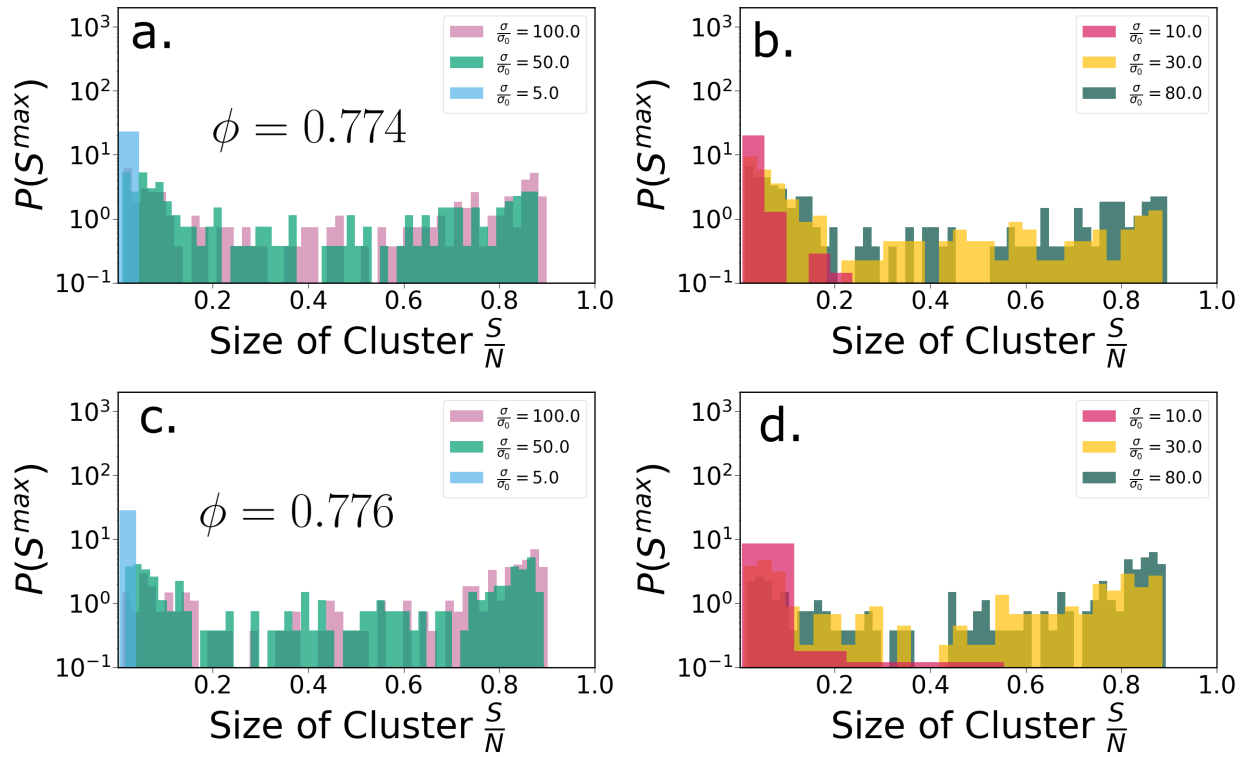 a.
10^3
10^2
10^1
10^0
10^-1
P(S^max)
ϕ = 0.774
σ/σ0 = 100.0
σ/σ0 = 50.0
σ/σ0 = 5.0
0.2 0.4 0.6 0.8 1.0
Size of Cluster S/N
b.
10^3
10^2
10^1
10^0
10^-1
P(S^max)
σ/σ0 = 10.0
σ/σ0 = 30.0
σ/σ0 = 80.0
0.2 0.4 0.6 0.8 1.0
Size of Cluster S/N
c.
10^3
10^2
10^1
10^0
10^-1
P(S^max)
ϕ = 0.776
σ/σ0 = 100.0
σ/σ0 = 50.0
σ/σ0 = 5.0
0.2 0.4 0.6 0.8 1.0
Size of Cluster S/N
d.
10^3
10^2
10^1
10^0
10^-1
P(S^max)
σ/σ0 = 10.0
σ/σ0 = 30.0
σ/σ0 = 80.0
0.2 0.4 0.6 0.8 1.0
Size of Cluster S/N